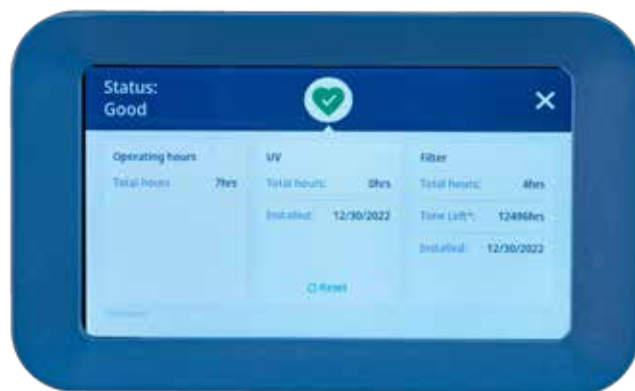 Status:
Good
Operating hours
Total hours 7hrs
UV
Total hours: 0hrs
Installed: 12/30/2022
Reset
Filter
Total hours: 4hrs
Time Left*: 12496hrs
Installed: 12/30/2022